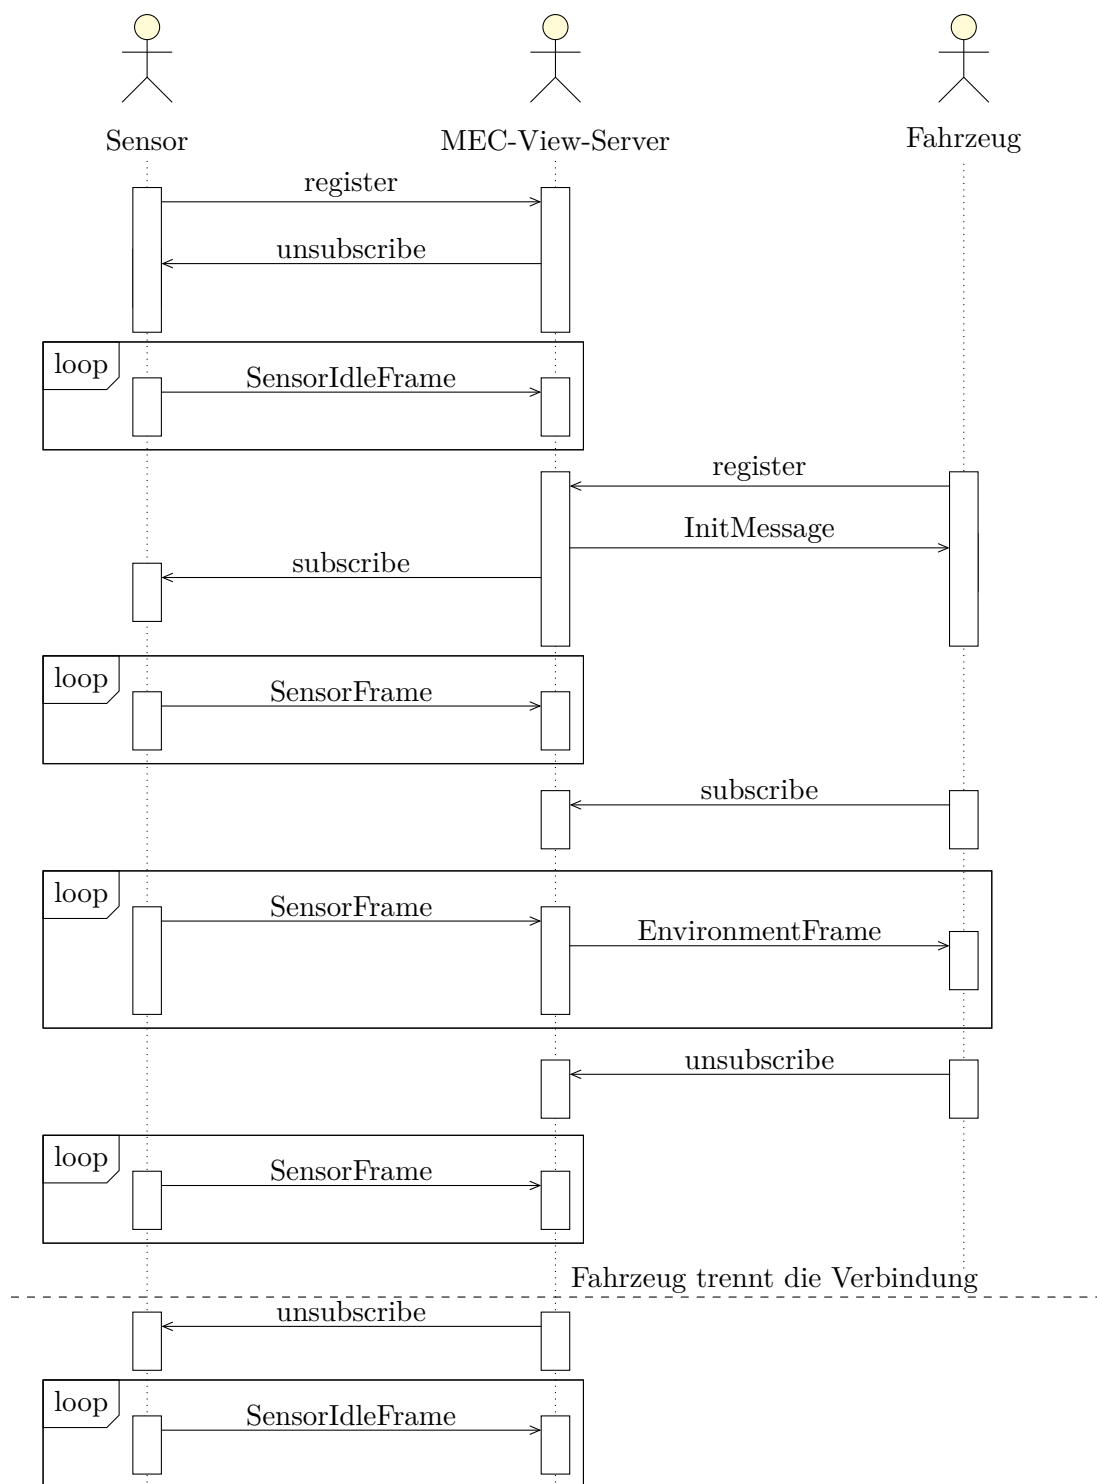 Sensor
MEC-View-Server
Fahrzeug
register
unsubscribe
loop
SensorIdleFrame
register
InitMessage
subscribe
loop
SensorFrame
subscribe
loop
SensorFrame
EnvironmentFrame
unsubscribe
loop
SensorFrame
Fahrzeug trennt die Verbindung
unsubscribe
loop
SensorIdleFrame